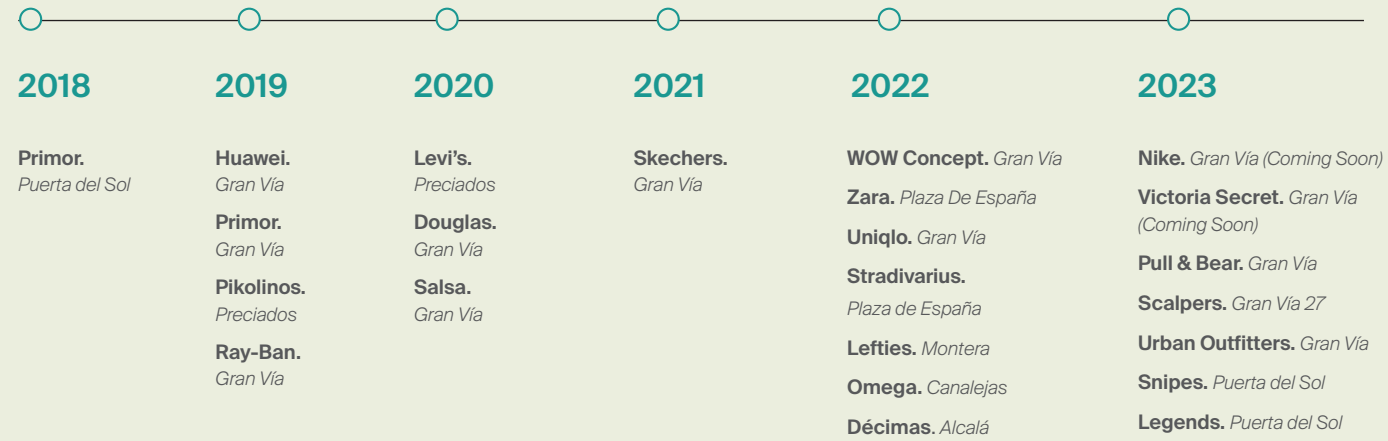 2018
Primor.
Puerta del Sol
2019
Huawei.
Gran Vía
Primor.
Gran Vía
Pikolinos.
Preciados
Ray-Ban.
Gran Vía
2020
Levi’s.
Preciados
Douglas.
Gran Vía
Salsa.
Gran Vía
2021
Skechers.
Gran Vía
2022
WOW Concept. Gran Vía
Zara. Plaza De España
Uniqlo. Gran Vía
Stradivarius.
Plaza de España
Lefties. Montera
Omega. Canalejas
Décimas. Alcalá
2023
Nike. Gran Vía (Coming Soon)
Victoria Secret. Gran Vía
(Coming Soon)
Pull & Bear. Gran Vía
Scalpers. Gran Vía 27
Urban Outfitters. Gran Vía
Snipes. Puerta del Sol
Legends. Puerta del Sol